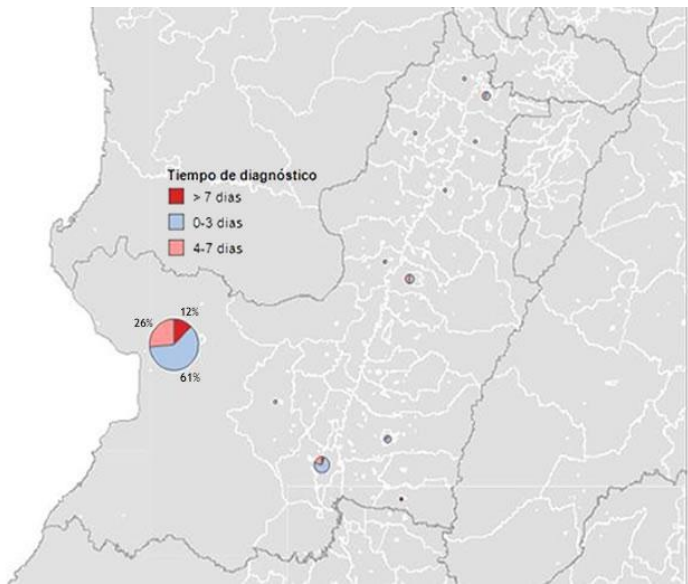 Tiempo de diagnóstico
> 7 dias
0-3 dias
4-7 dias
12%
26%
61%